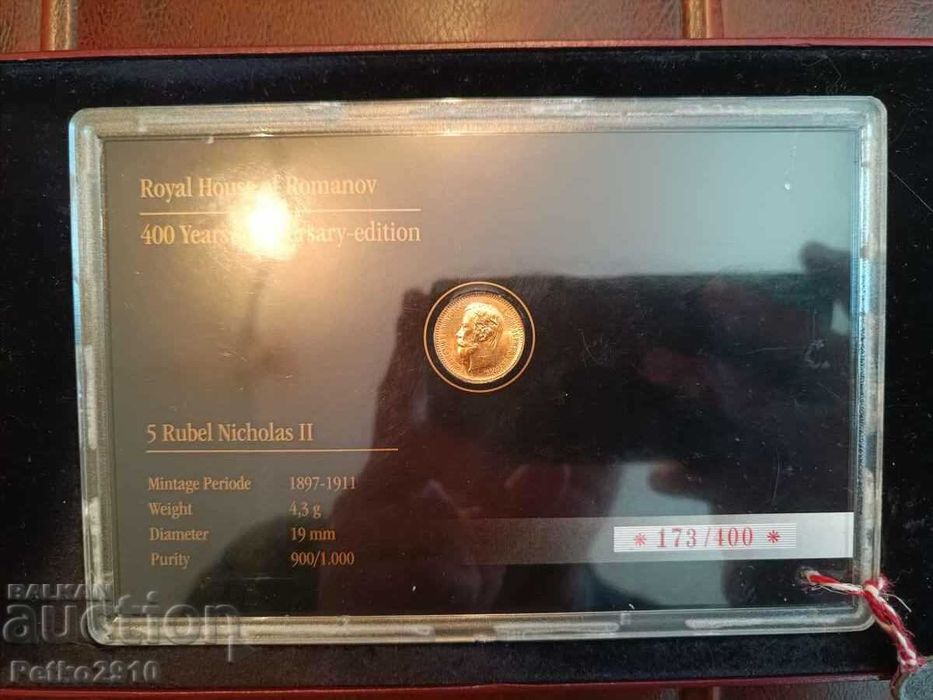 Royal House of Romanov
400 Years Anniversary-edition
5 Rubel Nicholas II
Mintage Periode 1897-1911
Weight 4,3 g
Diameter 19 mm
Purity 900/1.000
* 173/400 *
BALKAN
auction
Petko2910